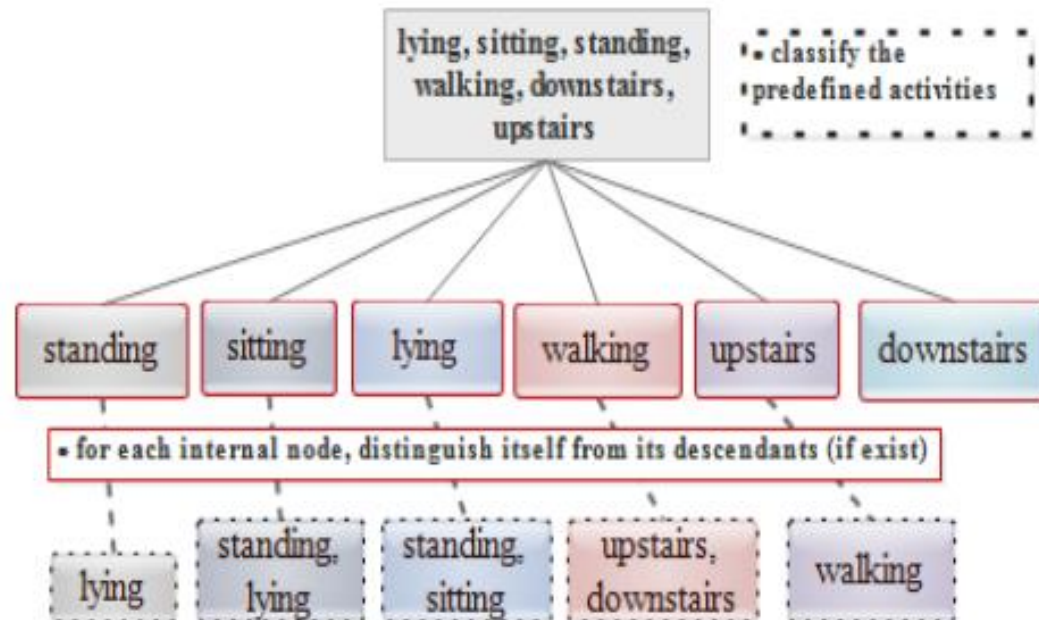 lying, sitting, standing,
walking, downstairs,
upstairs
▪ classify the
predefined activities
standing
sitting
lying
walking
upstairs
downstairs
▪ for each internal node, distinguish itself from its descendants (if exist)
lying
standing,
lying
standing,
sitting
upstairs,
downstairs
walking